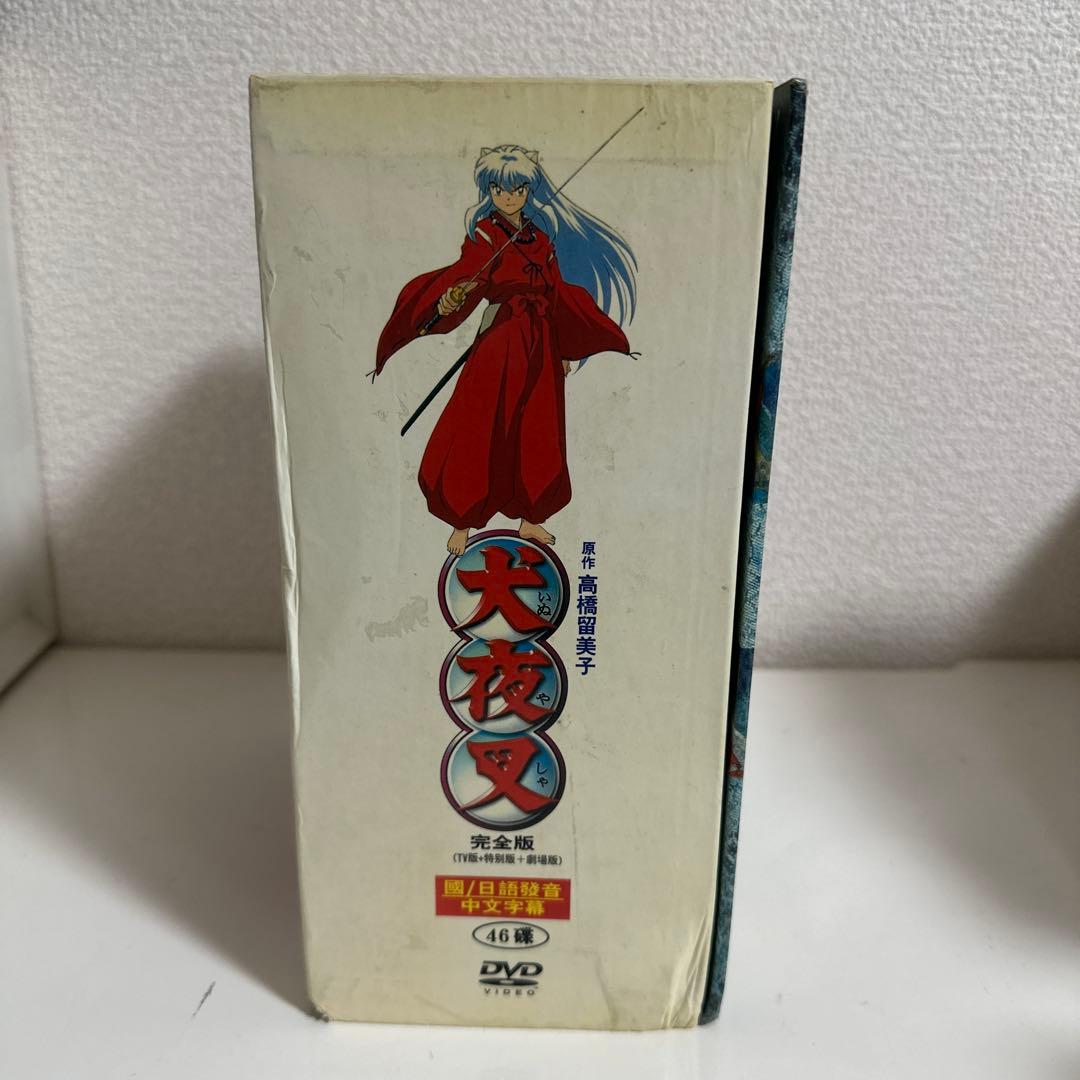 原作 高橋留美子
犬夜叉
いぬ
や
しゃ
完全版
(TV版+特別版+劇場版)
國/日語發音
中文字幕
46碟
DVD
VIDEO